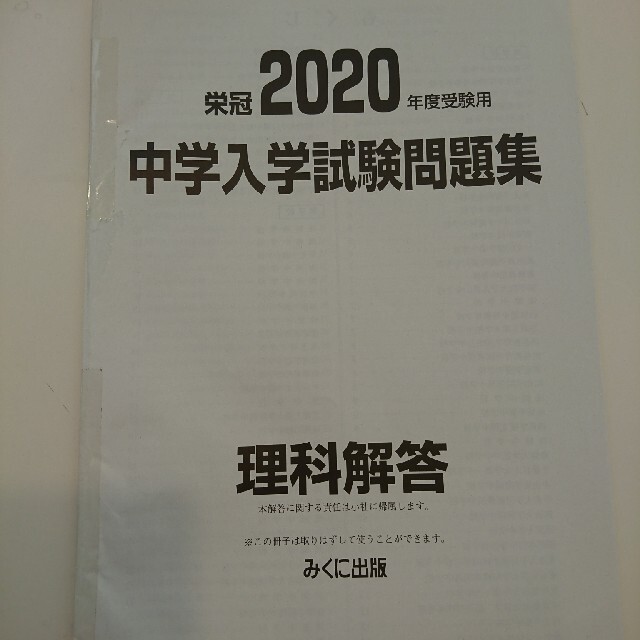 栄冠 2020 年度受験用
中学入学試験問題集
理科解答
本解答に関する責任は小社に帰属します。
※この冊子は取りはずして使うことができます。
みくに出版